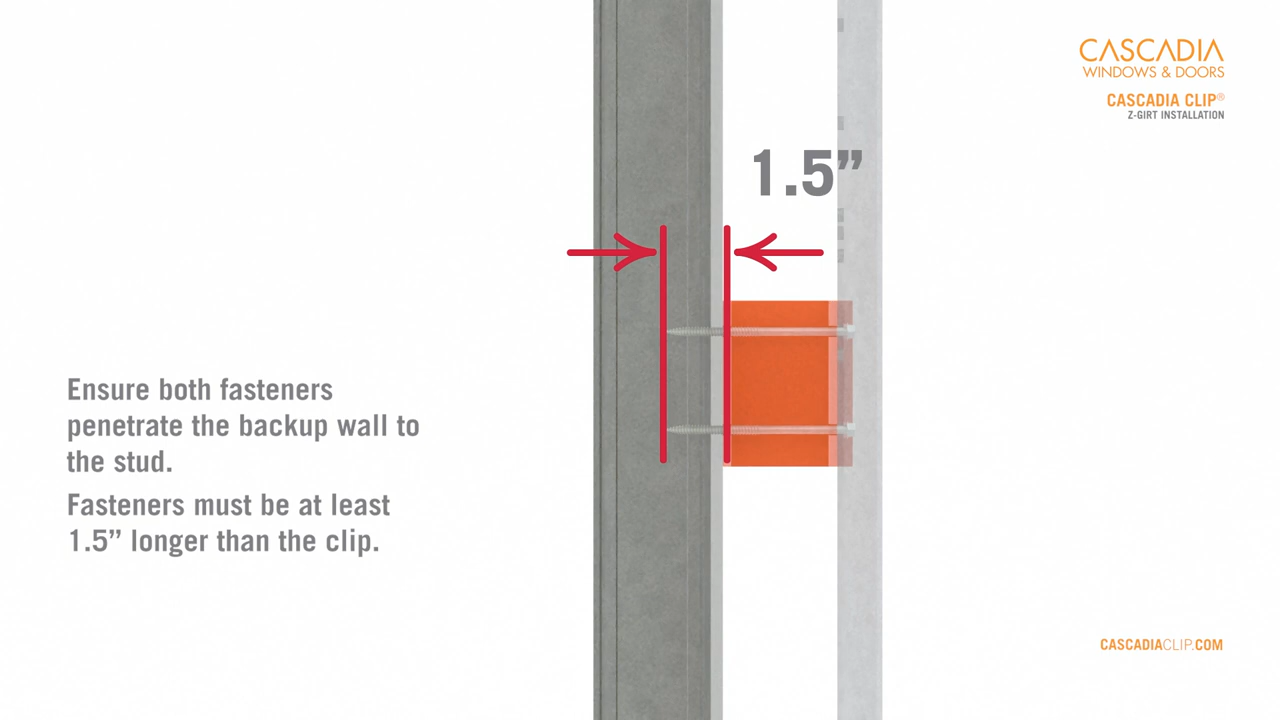 CASCADIA
WINDOWS & DOORS
CASCADIA CLIP®
Z-GIRT INSTALLATION
1.5”
Ensure both fasteners
penetrate the backup wall to
the stud.
Fasteners must be at least
1.5” longer than the clip.
CASCADIACLIP.COM